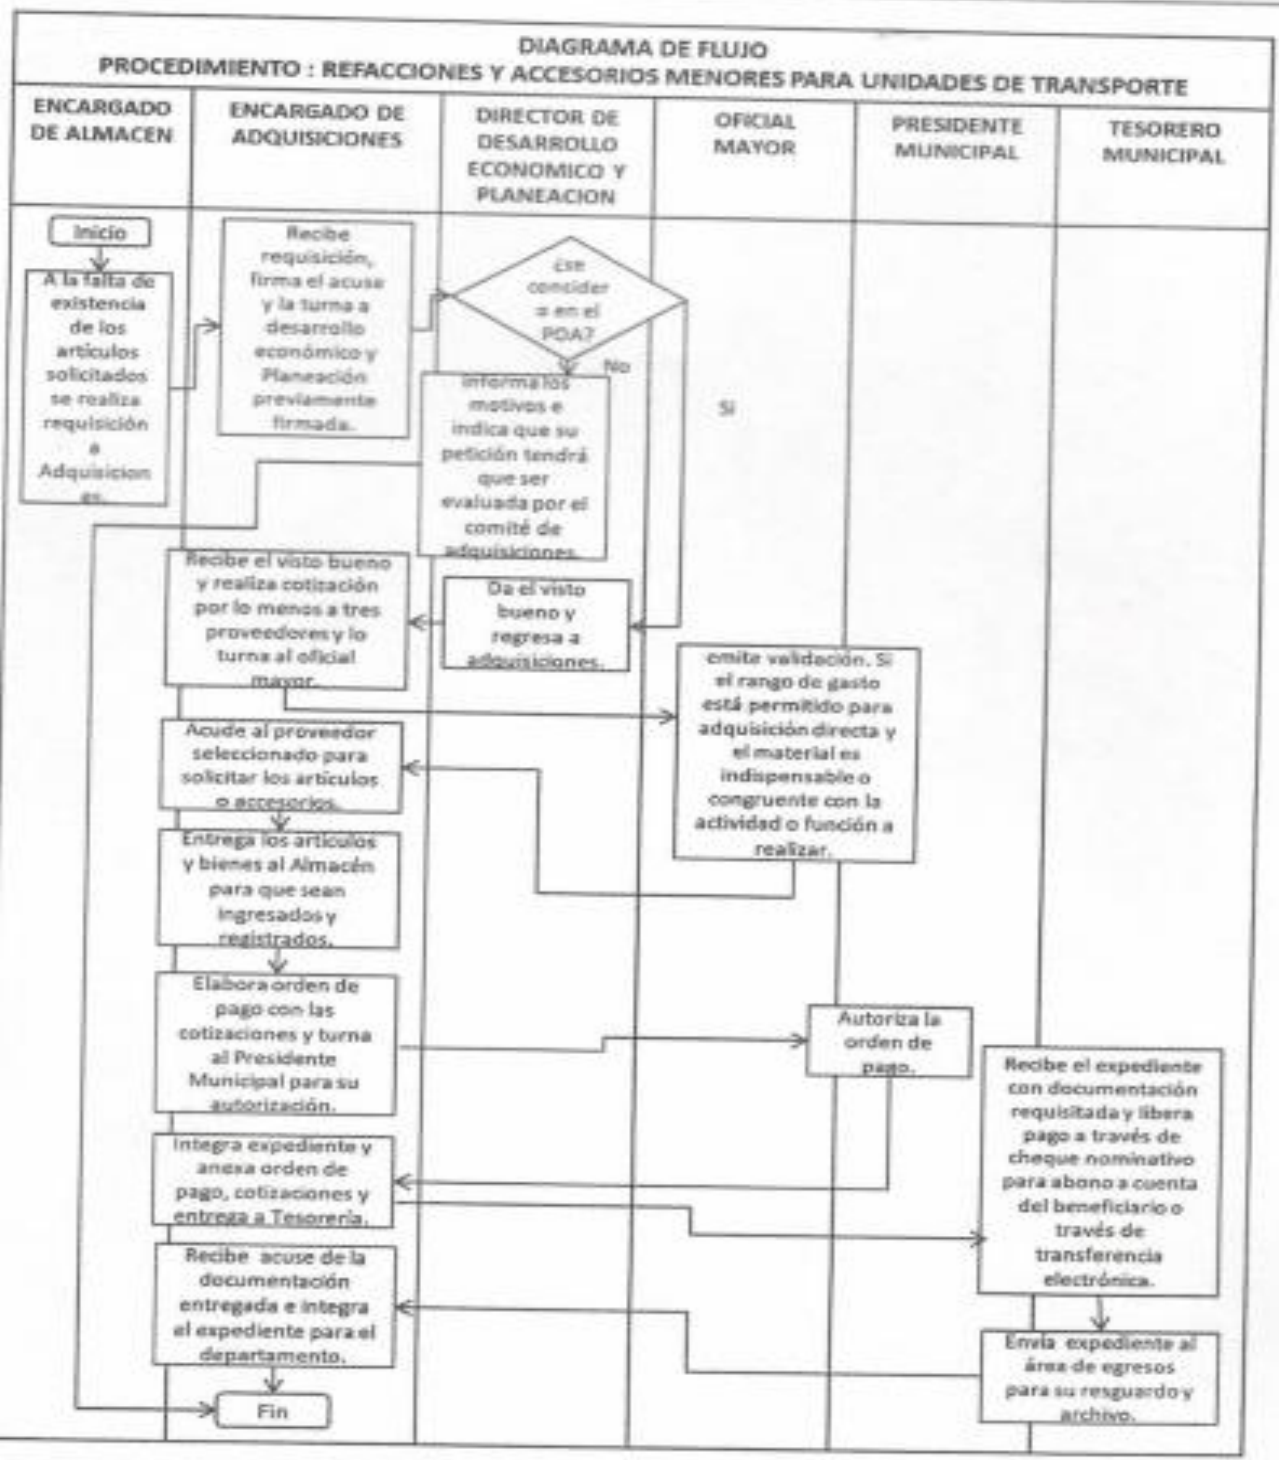 DIAGRAMA DE FLUJO
PROCEDIMIENTO : REFACCIONES Y ACCESORIOS MENORES PARA UNIDADES DE TRANSPORTE
ENCARGADO
DE ALMACEN
ENCARGADO DE
ADQUISICIONES
DIRECTOR DE
DESARROLLO
ECONOMICO Y
PLANEACION
OFICIAL
MAYOR
PRESIDENTE
MUNICIPAL
TESORERO
MUNICIPAL
Inicio
A la falta de
existencia
de los
artículos
solicitados
se realiza
requisición
a
Adquisicion
es.
Recibe
requisición,
firma el acuse
y la turna a
desarrollo
económico y
Planeación
previamente
firmada.
¿se
consider
a en el
POA?
No
Si
Informa los
motivos e
indica que su
petición tendrá
que ser
evaluada por el
comité de
adquisiciones.
Da el visto
bueno y
regresa a
adquisiciones.
Recibe el visto bueno
y realiza cotización
por lo menos a tres
proveedores y lo
turna al oficial
mayor.
emite validación. Si
el rango de gasto
está permitido para
adquisición directa y
el material es
indispensable o
congruente con la
actividad o función a
realizar.
Acude al proveedor
seleccionado para
solicitar los artículos
o accesorios.
Entrega los artículos
y bienes al Almacén
para que sean
ingresados y
registrados.
Elabora orden de
pago con las
cotizaciones y turna
al Presidente
Municipal para su
autorización.
Autoriza la
orden de
pago.
Integra expediente y
anexa orden de
pago, cotizaciones y
entrega a Tesorería.
Recibe el expediente
con documentación
requisitada y libera
pago a través de
cheque nominativo
para abono a cuenta
del beneficiario o
través de
transferencia
electrónica.
Envía expediente al
área de egresos
para su resguardo y
archivo.
Recibe acuse de la
documentación
entregada e integra
el expediente para el
departamento.
Fin